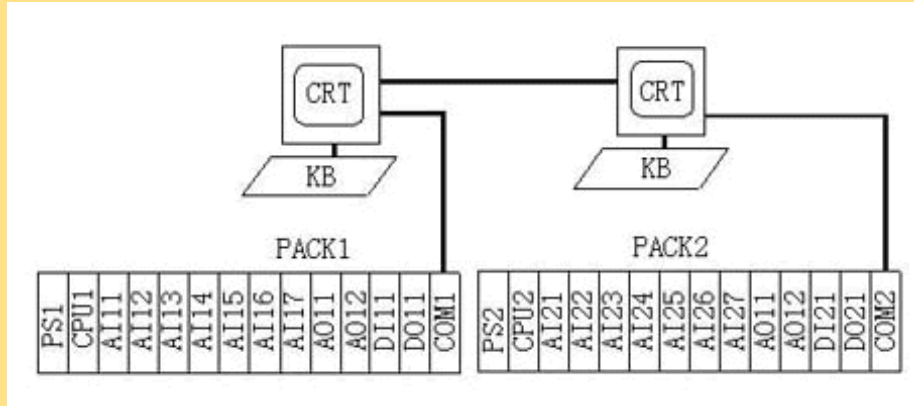 CRT CRT
KB KB
PACK1 PACK2
PS1 CPU1 AI11 AI12 AI13 AI14 AI15 AI16 AI17 AO11 AO12 DI11 DO11 COM1
PS2 CPU2 AI21 AI22 AI23 AI24 AI25 AI26 AI27 AO11 AO12 DI21 DO21 COM2